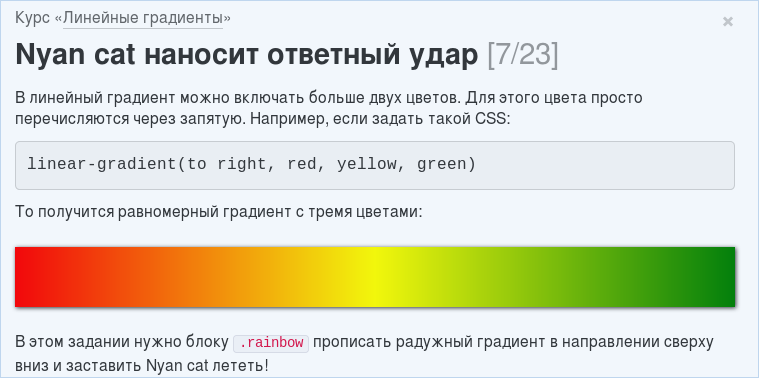 Курс «Линейные градиенты»
×
Nyan cat наносит ответный удар [7/23]
В линейный градиент можно включать больше двух цветов. Для этого цвета просто
перечисляются через запятую. Например, если задать такой CSS:
linear-gradient(to right, red, yellow, green)
То получится равномерный градиент с тремя цветами:
В этом задании нужно блоку .rainbow прописать радужный градиент в направлении сверху
вниз и заставить Nyan cat лететь!